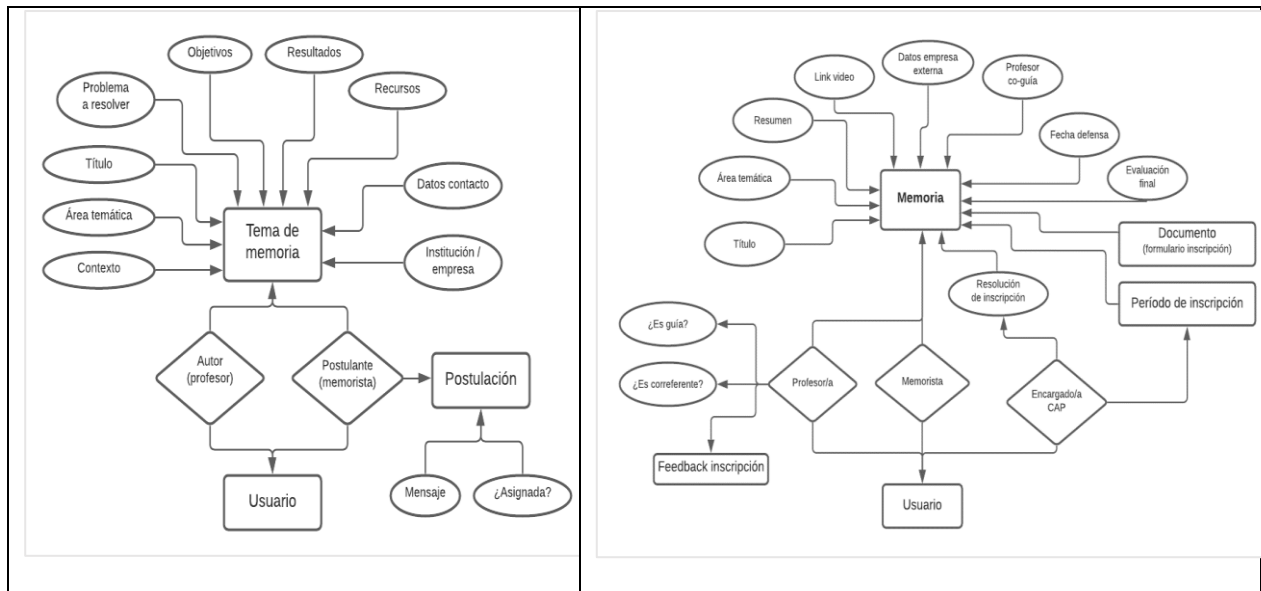 Objetivos
Resultados
Problema
a resolver
Recursos
Título
Datos contacto
Área temática
Tema de
memoria
Contexto
Institución /
empresa
Autor
(profesor)
Postulante
(memorista)
Postulación
Usuario
Mensaje
¿Asignada?
Datos empresa
externa
Profesor
co-guía
Link video
Resumen
Fecha defensa
Área temática
Memoria
Evaluación
final
Título
Documento
(formulario inscripción)
Resolución
de inscripción
Período de inscripción
¿Es guía?
¿Es correferente?
Profesor/a
Memorista
Encargado/a
CAP
Feedback inscripción
Usuario